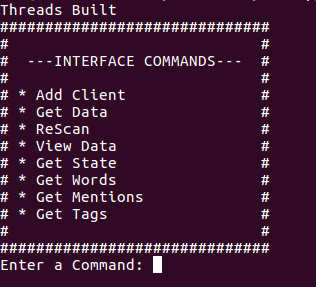 Threads Built
##############################
#                            #
#  ---INTERFACE COMMANDS---  #
#                            #
# * Add Client               #
# * Get Data                 #
# * ReScan                   #
# * View Data                #
# * Get State                #
# * Get Words                #
# * Get Mentions             #
# * Get Tags                 #
#                            #
##############################
Enter a Command: